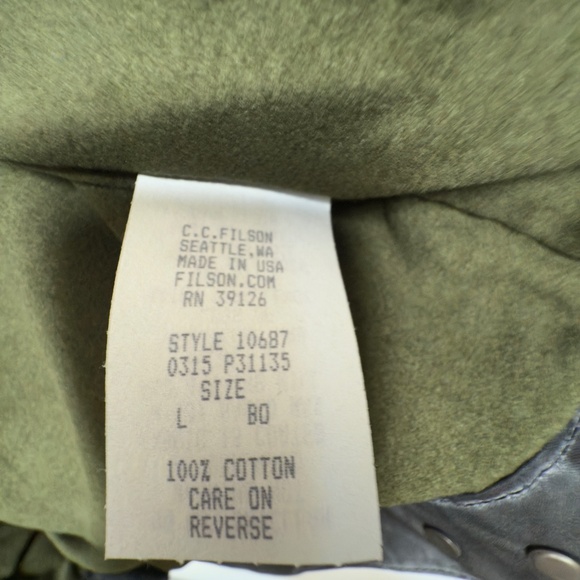 C.C.FILSON
SEATTLE,WA
MADE IN USA
FILSON.COM
RN 39126
STYLE 10687
0315 P31135
SIZE
L BO
100% COTTON
CARE ON
REVERSE